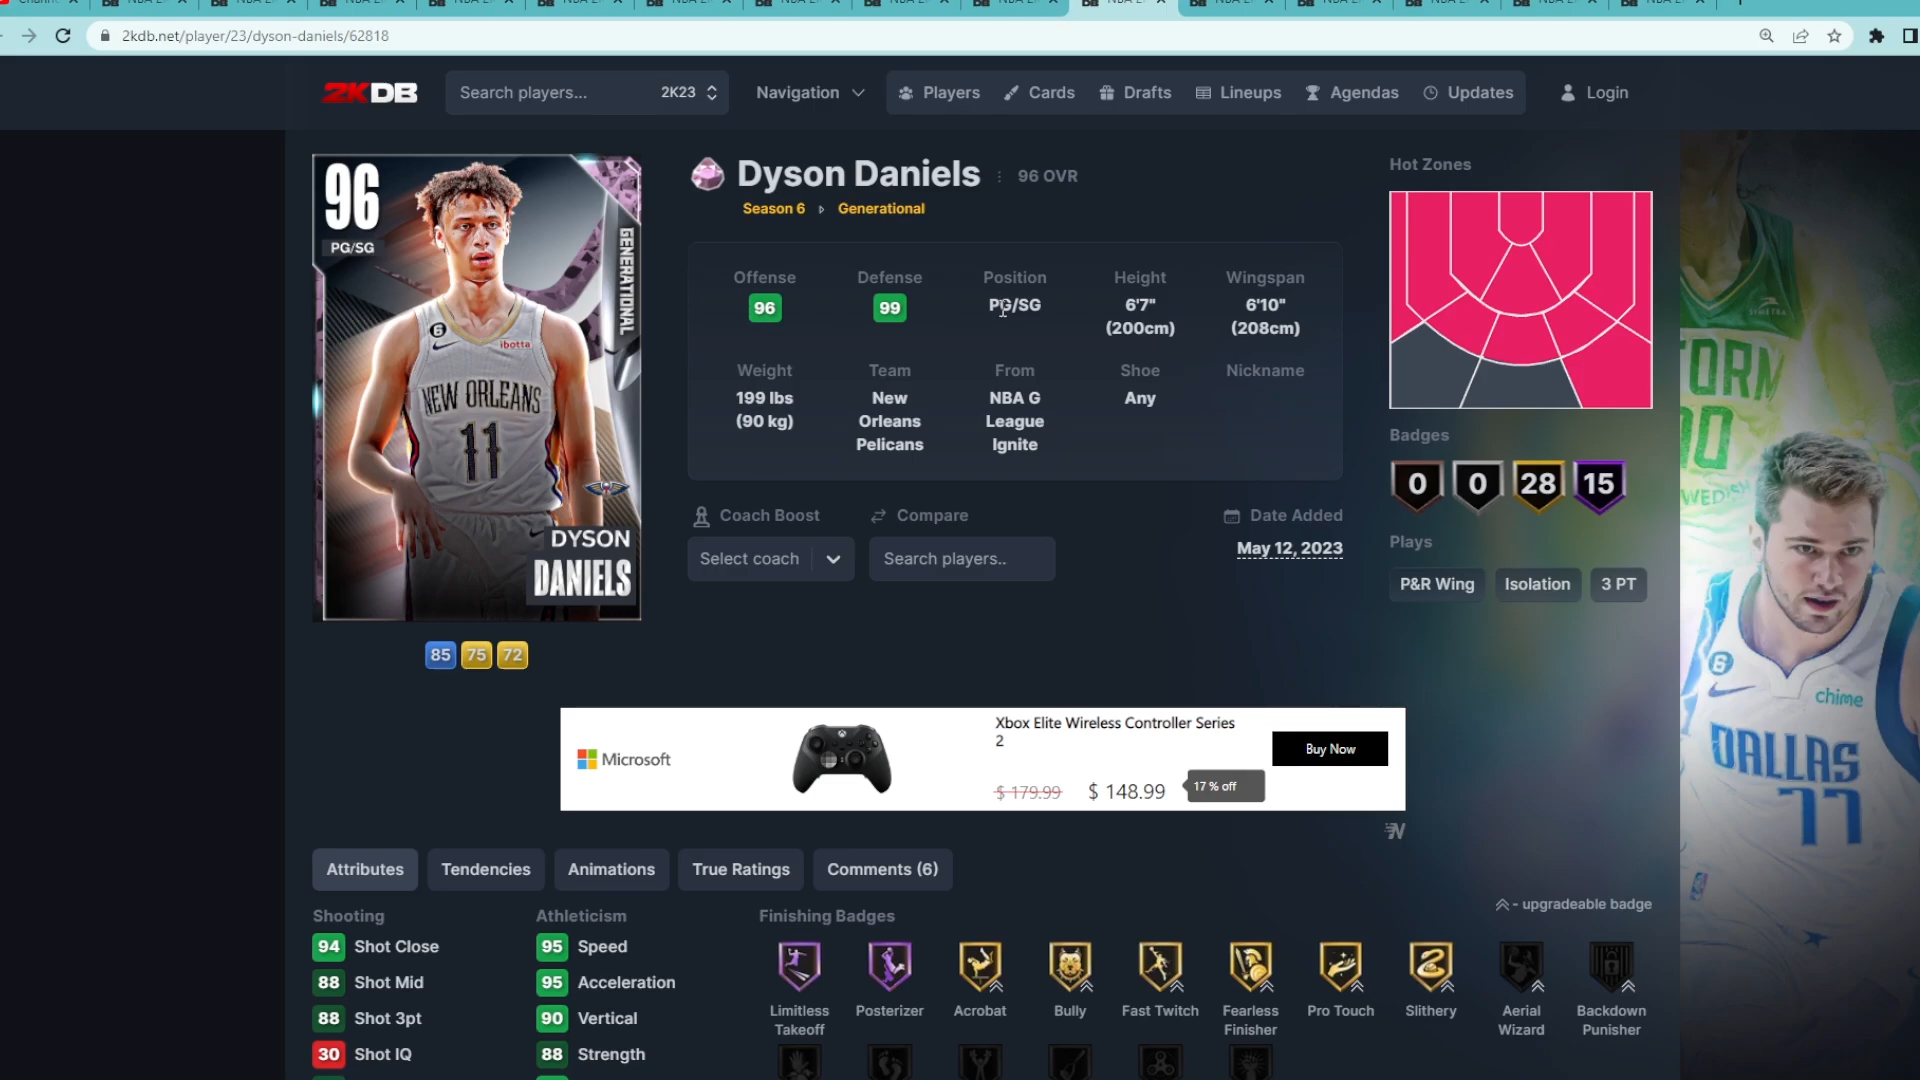 2kdb.net/player/23/dyson-daniels/62818
2KDB
Search players...
2K23
Navigation
Players
Cards
Drafts
Lineups
Agendas
Updates
Login
96
PG/SG
GENERATIONAL
6
ibotta
NEW ORLEANS
11
DYSON
DANIELS
85 75 72
Dyson Daniels
96 OVR
Season 6
Generational
Offense
96
Defense
99
Position
PG/SG
Height
6'7"
(200cm)
Wingspan
6'10"
(208cm)
Weight
199 lbs
(90 kg)
Team
New
Orleans
Pelicans
From
NBA G
League
Ignite
Shoe
Any
Nickname
Coach Boost
Select coach
Compare
Search players..
Date Added
May 12, 2023
Hot Zones
Badges
0 0 28 15
Plays
P&R Wing
Isolation
3 PT
Microsoft
Xbox Elite Wireless Controller Series
2
$ 179.99
$ 148.99
17 % off
Buy Now
Attributes
Tendencies
Animations
True Ratings
Comments (6)
- upgradeable badge
Shooting
94 Shot Close
88 Shot Mid
88 Shot 3pt
30 Shot IQ
Athleticism
95 Speed
95 Acceleration
90 Vertical
88 Strength
Finishing Badges
Limitless
Takeoff
Posterizer
Acrobat
Bully
Fast Twitch
Fearless
Finisher
Pro Touch
Slithery
Aerial
Wizard
Backdown
Punisher
6
chime
DALLAS
77